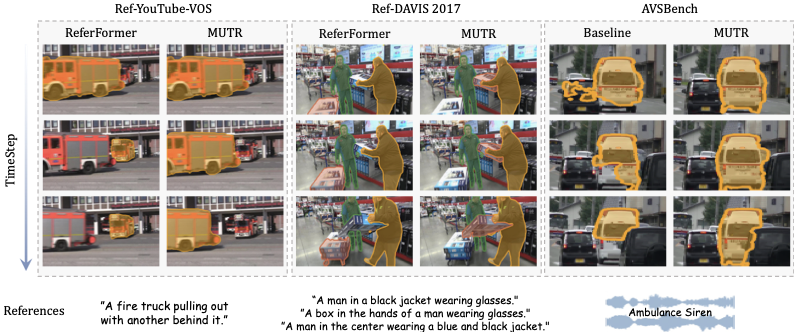 Ref-YouTube-VOS
Ref-DAVIS 2017
AVSBench
ReferFormer
MUTR
ReferFormer
MUTR
Baseline
MUTR
TimeStep
References
"A fire truck pulling out
with another behind it."
"A man in a black jacket wearing glasses."
"A box in the hands of a man wearing glasses."
"A man in the center wearing a blue and black jacket."
Ambulance Siren